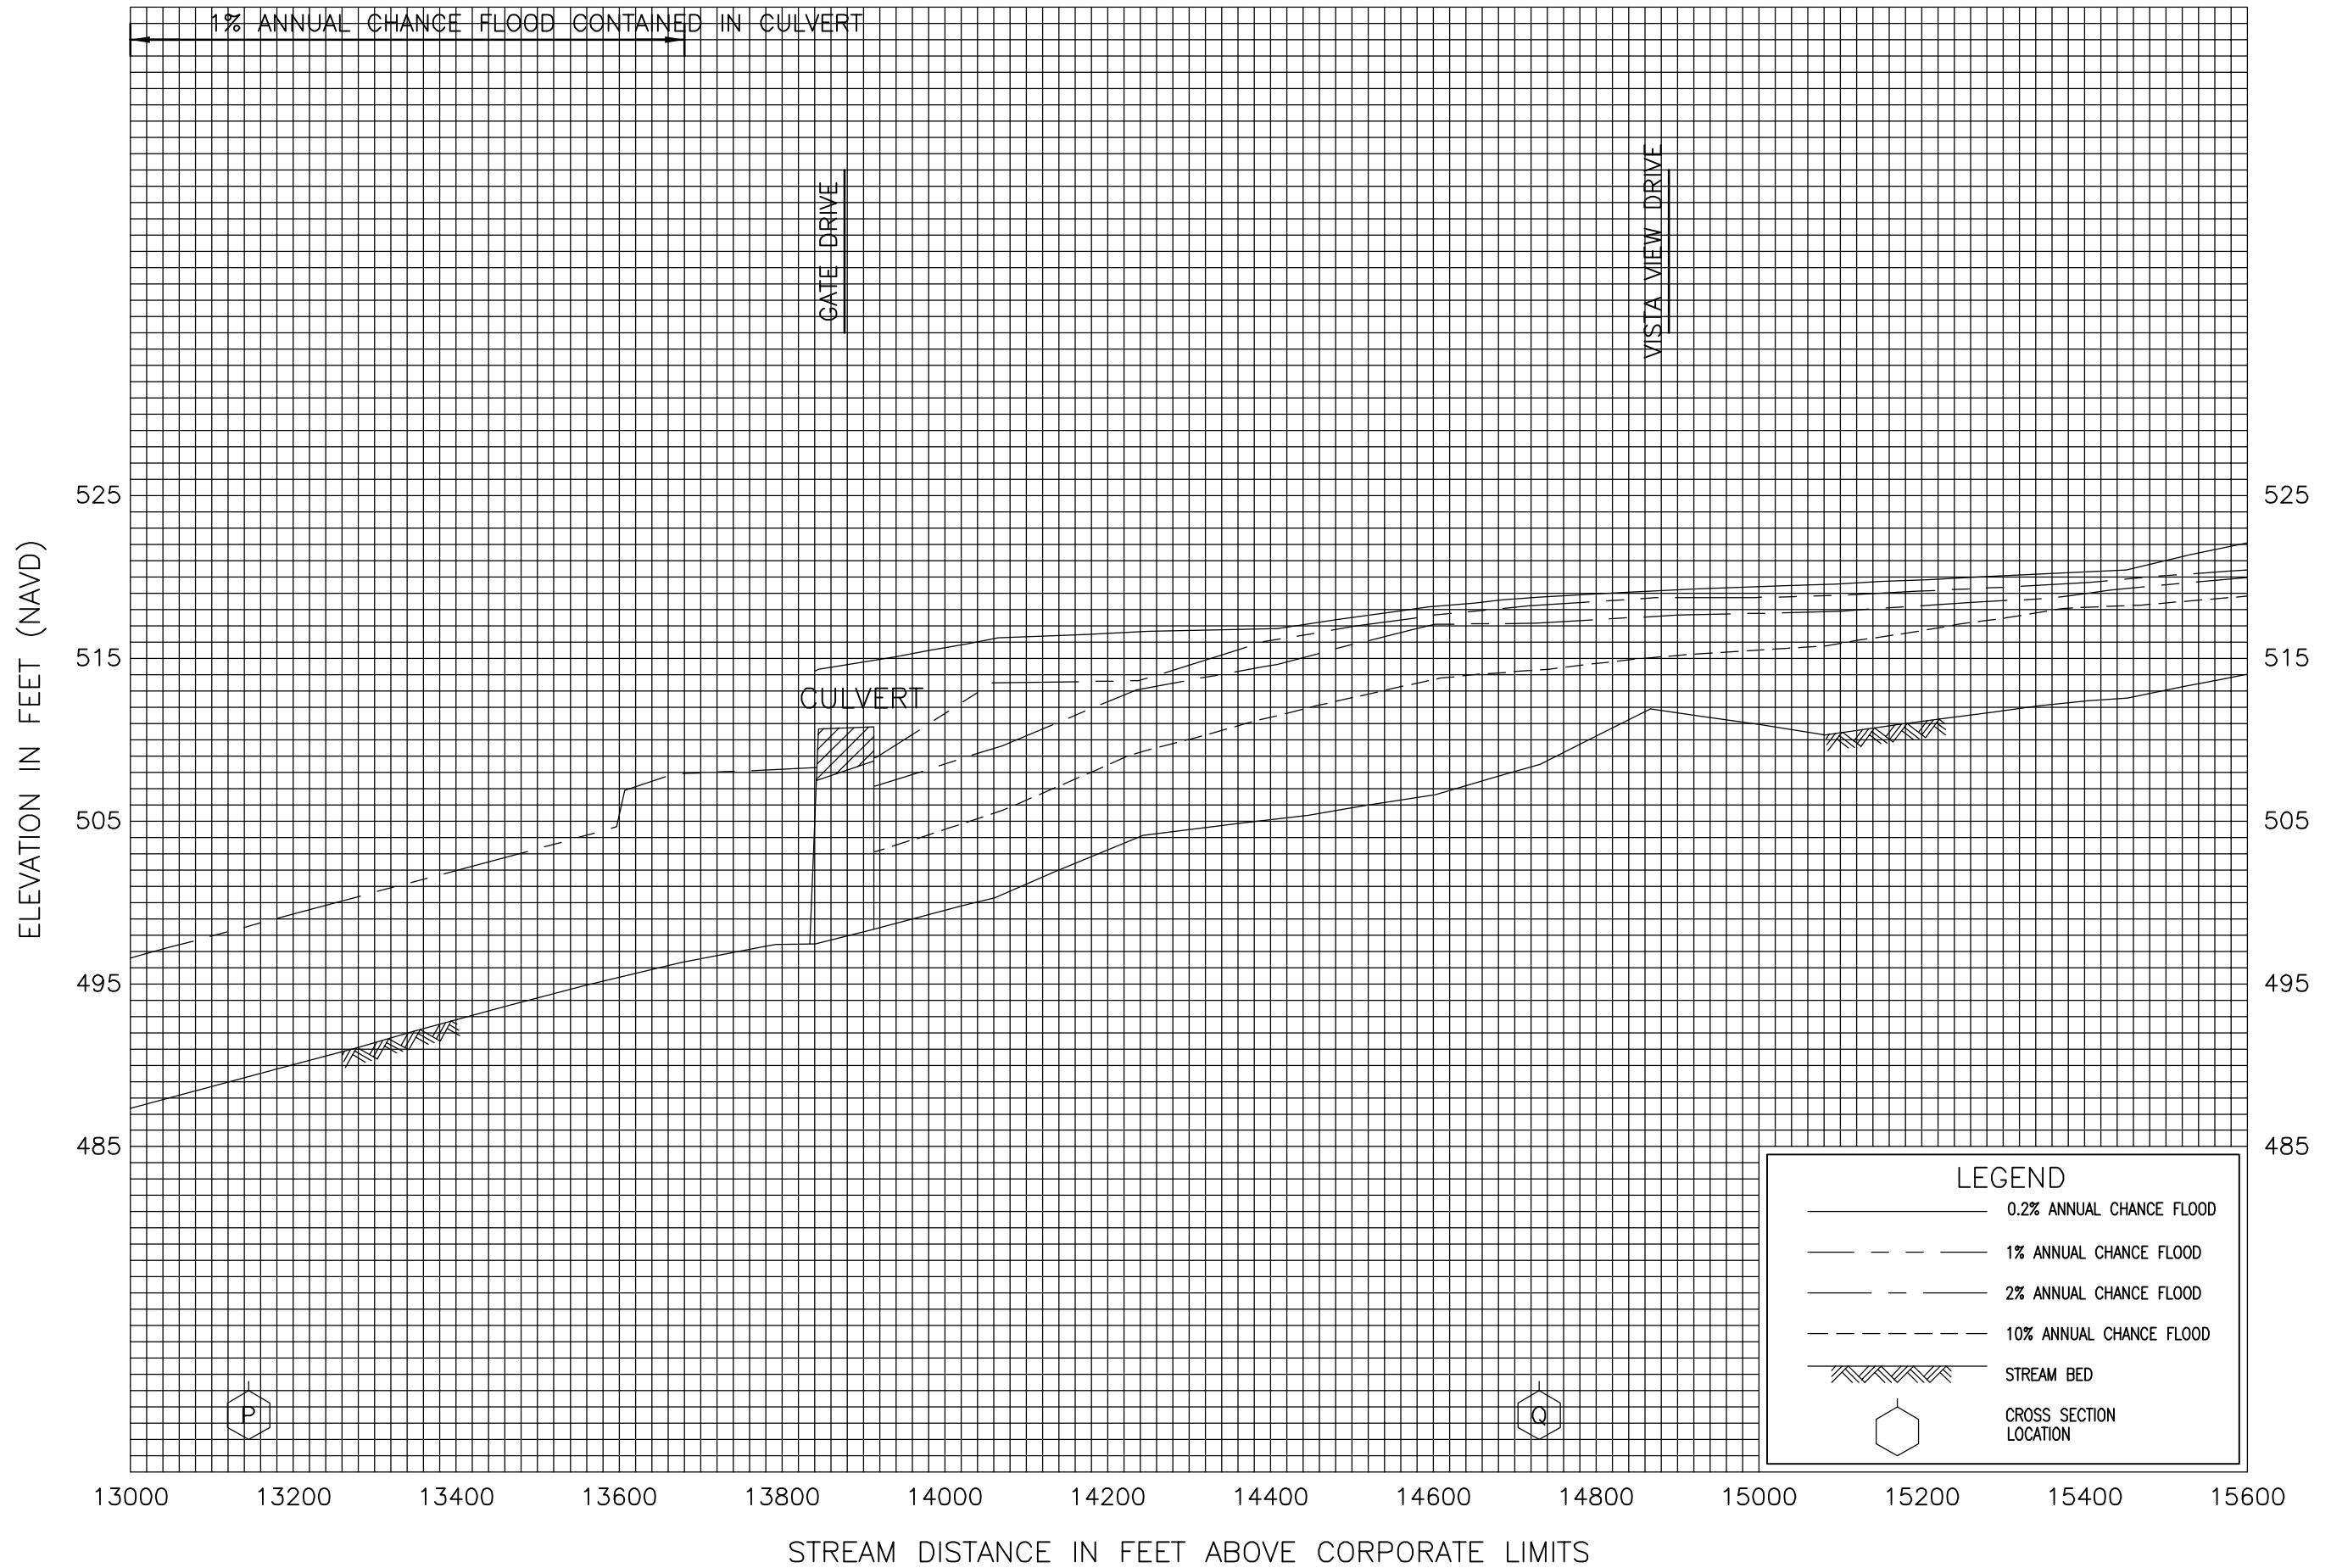 1% ANNUAL CHANCE FLOOD CONTAINED IN CULVERT
GATE DRIVE
VISTA VIEW DRIVE
ELEVATION IN FEET (NAVD)
525
515
505
495
485
525
515
505
495
485
CULVERT
P
Q
LEGEND
0.2% ANNUAL CHANCE FLOOD
1% ANNUAL CHANCE FLOOD
2% ANNUAL CHANCE FLOOD
10% ANNUAL CHANCE FLOOD
STREAM BED
CROSS SECTION
LOCATION
13000 13200 13400 13600 13800 14000 14200 14400 14600 14800 15000 15200 15400 15600
STREAM DISTANCE IN FEET ABOVE CORPORATE LIMITS